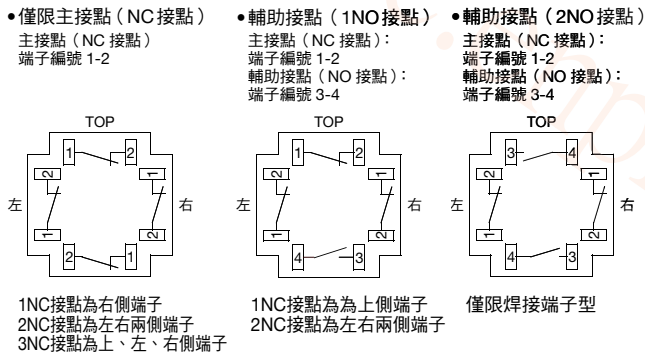 •僅限主接點（NC接點）
主接點（NC 接點）
端子編號 1-2
TOP
1 2
2 1
左 右
1 2
2 1
1NC接點為右側端子
2NC接點為左右兩側端子
3NC接點為上、左、右側端子
•輔助接點（1NO接點）
主接點（NC 接點）：
端子編號 1-2
輔助接點（NO 接點）：
端子編號 3-4
TOP
1 2
2 1
左 右
1 2
4 3
1NC接點為為上側端子
2NC接點為左右兩側端子
•輔助接點（2NO接點）
主接點（NC 接點）：
端子編號 1-2
輔助接點（NO 接點）：
端子編號 3-4
TOP
3 4
2 1
左 右
1 2
4 3
僅限焊接端子型